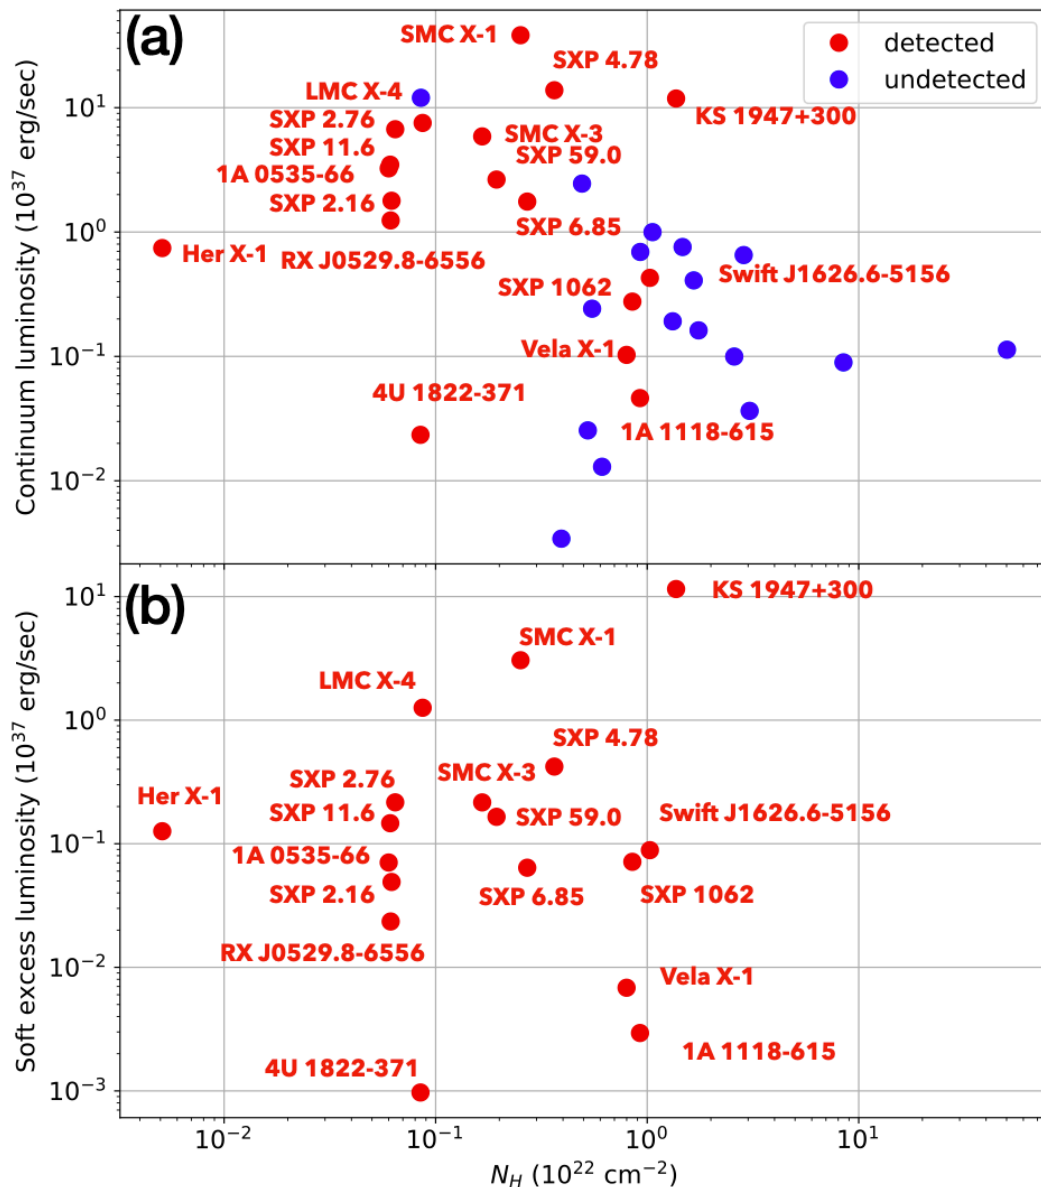 (a)
SMC X-1
SXP 4.78
detected
undetected
LMC X-4
KS 1947+300
SXP 2.76
SMC X-3
SXP 11.6
SXP 59.0
1A 0535-66
SXP 2.16
SXP 6.85
Her X-1
RX J0529.8-6556
Swift J1626.6-5156
SXP 1062
Vela X-1
4U 1822-371
1A 1118-615
10^1
10^0
10^{-1}
10^{-2}
Continuum luminosity (10^{37} erg/sec)
(b)
KS 1947+300
SMC X-1
LMC X-4
SXP 4.78
SXP 2.76
SMC X-3
Her X-1
SXP 11.6
SXP 59.0
Swift J1626.6-5156
1A 0535-66
SXP 2.16
SXP 6.85
SXP 1062
RX J0529.8-6556
Vela X-1
1A 1118-615
4U 1822-371
10^1
10^0
10^{-1}
10^{-2}
10^{-3}
Soft excess luminosity (10^{37} erg/sec)
10^{-2}
10^{-1}
10^0
10^1
N_H (10^{22} cm^{-2})